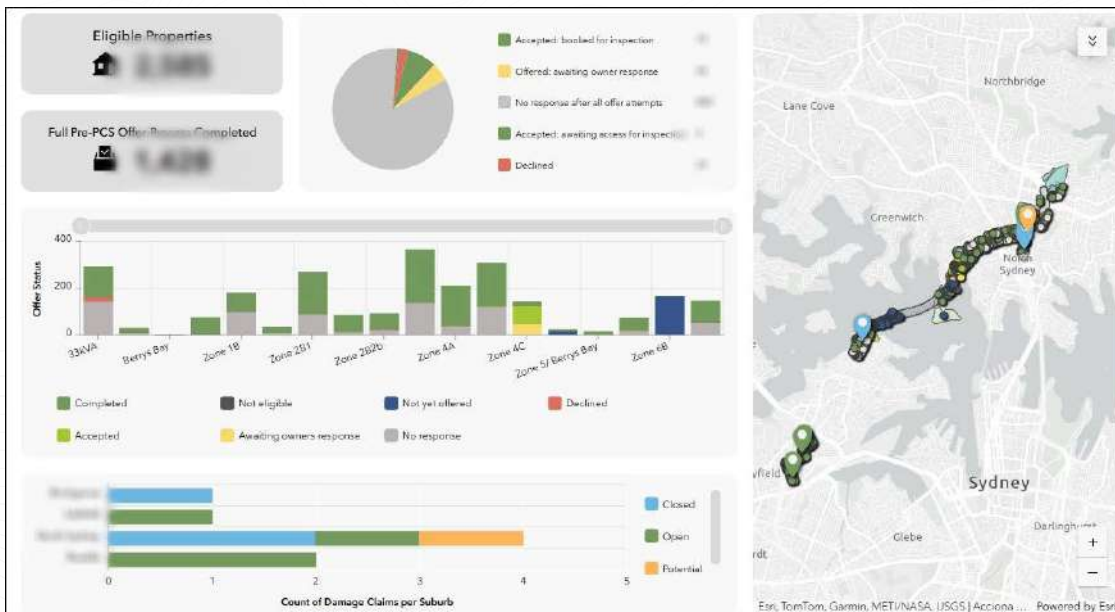 Eligible Properties
Full Pre-PCS Offer Process Completed
1,428
Accepted: booked for inspection
Offered: awaiting owner response
No response after all offer attempts
Accepted: awaiting access for inspection
Declined
400
200
0
Offer Status
33kVA
Berrys Bay
Zone 1B
Zone 2B1
Zone 2B2b
Zone 4A
Zone 4C
Zone 5/ Berrys Bay
Zone 6B
Completed
Not eligible
Not yet offered
Declined
Accepted
Awaiting owners response
No response
Closed
Open
Potential
0
1
2
3
4
5
Count of Damage Claims per Suburb
Northbridge
Lane Cove
Greenwich
North
Sydney
yfield
Sydney
Darlinghurst
Glebe
rdt
+
−
Esri, TomTom, Garmin, METI/NASA, USGS | Acciona ... Powered by Esri